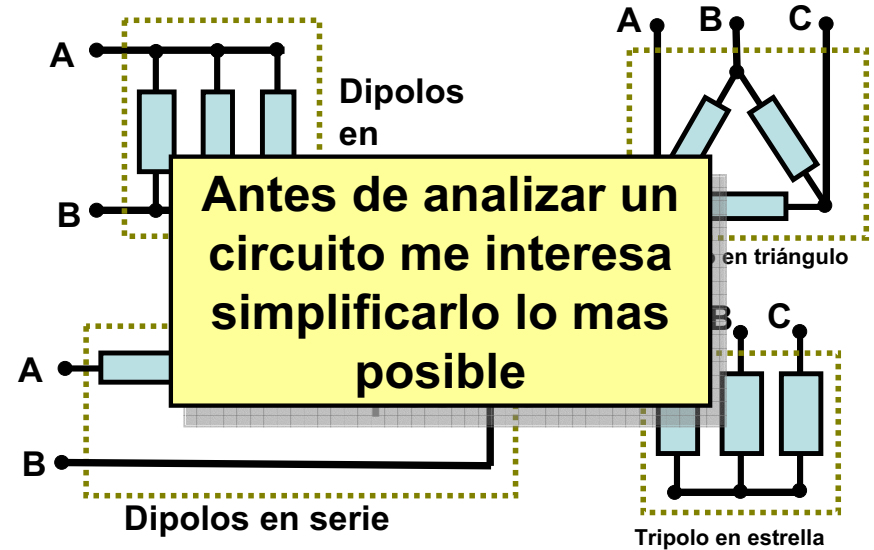 A
B
Dipolos
en
A B C
en triángulo
Antes de analizar un
circuito me interesa
simplificarlo lo mas
posible
A
B
Dipolos en serie
B C
Tripolo en estrella